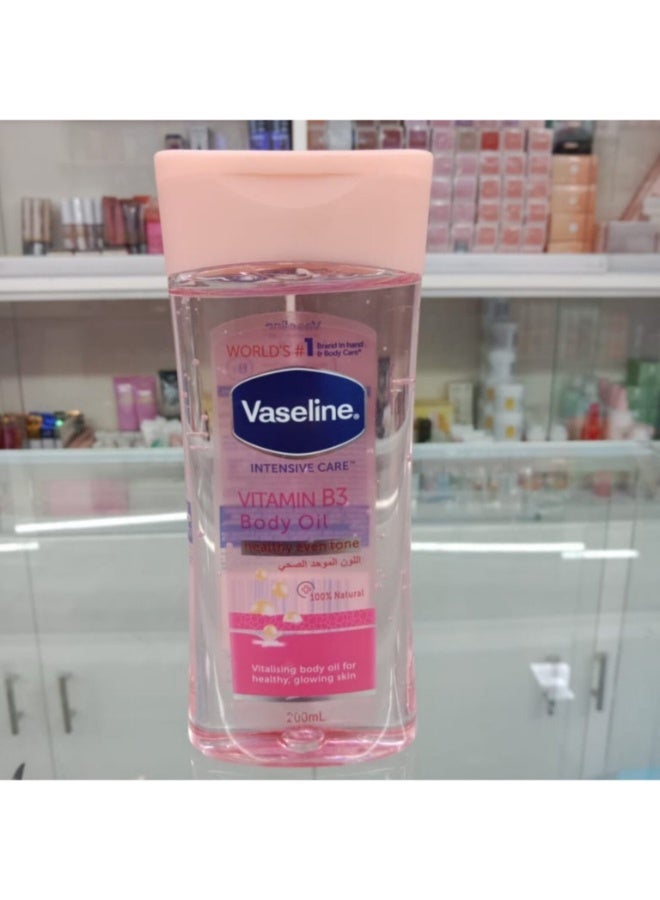 WORLD'S #1 Brand in hand
& Body Care*
Vaseline®
INTENSIVE CARE™
VITAMIN B3
Body Oil
healthy even tone
اللون الموحد الصحي
100% Natural
Vitalising body oil for
healthy, glowing skin
200mL